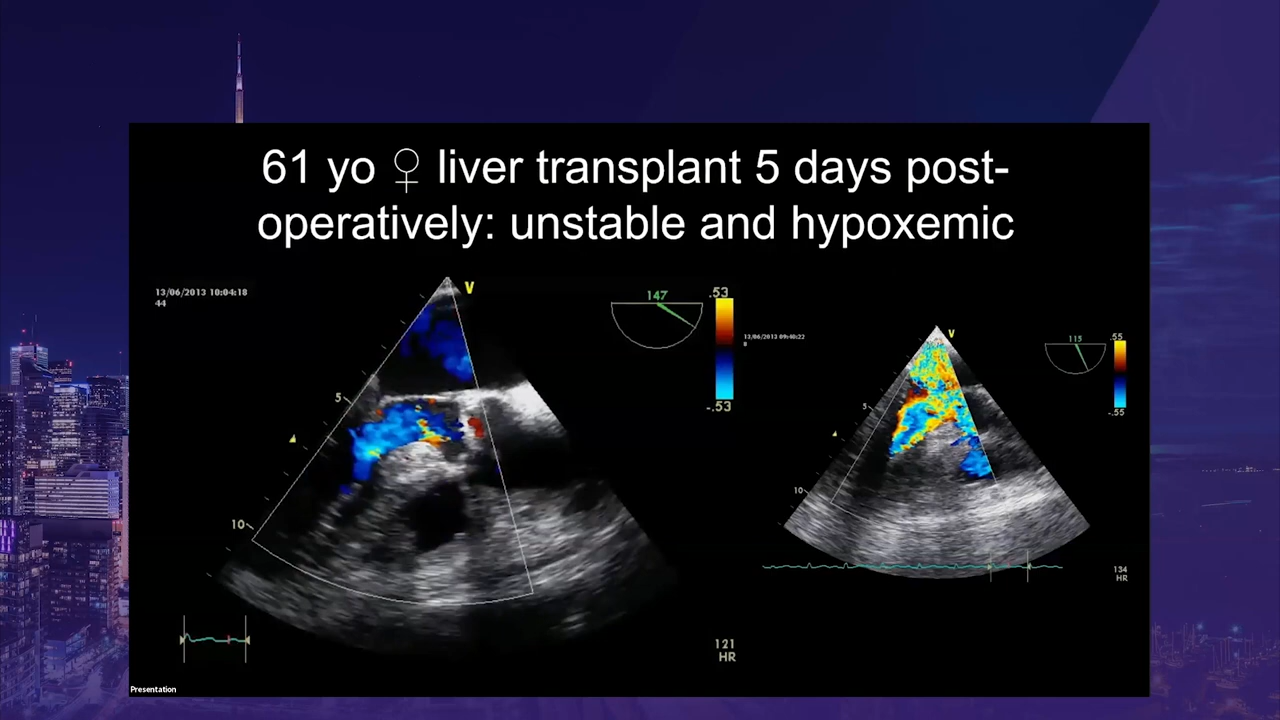 61 yo ♀ liver transplant 5 days post-
operatively: unstable and hypoxemic
13/06/2013 10:04:18
44
V
147
.53
-.53
5
10
121
HR
13/06/2013 09:40:22
8
V
115
.55
-.55
5
10
134
HR
Presentation